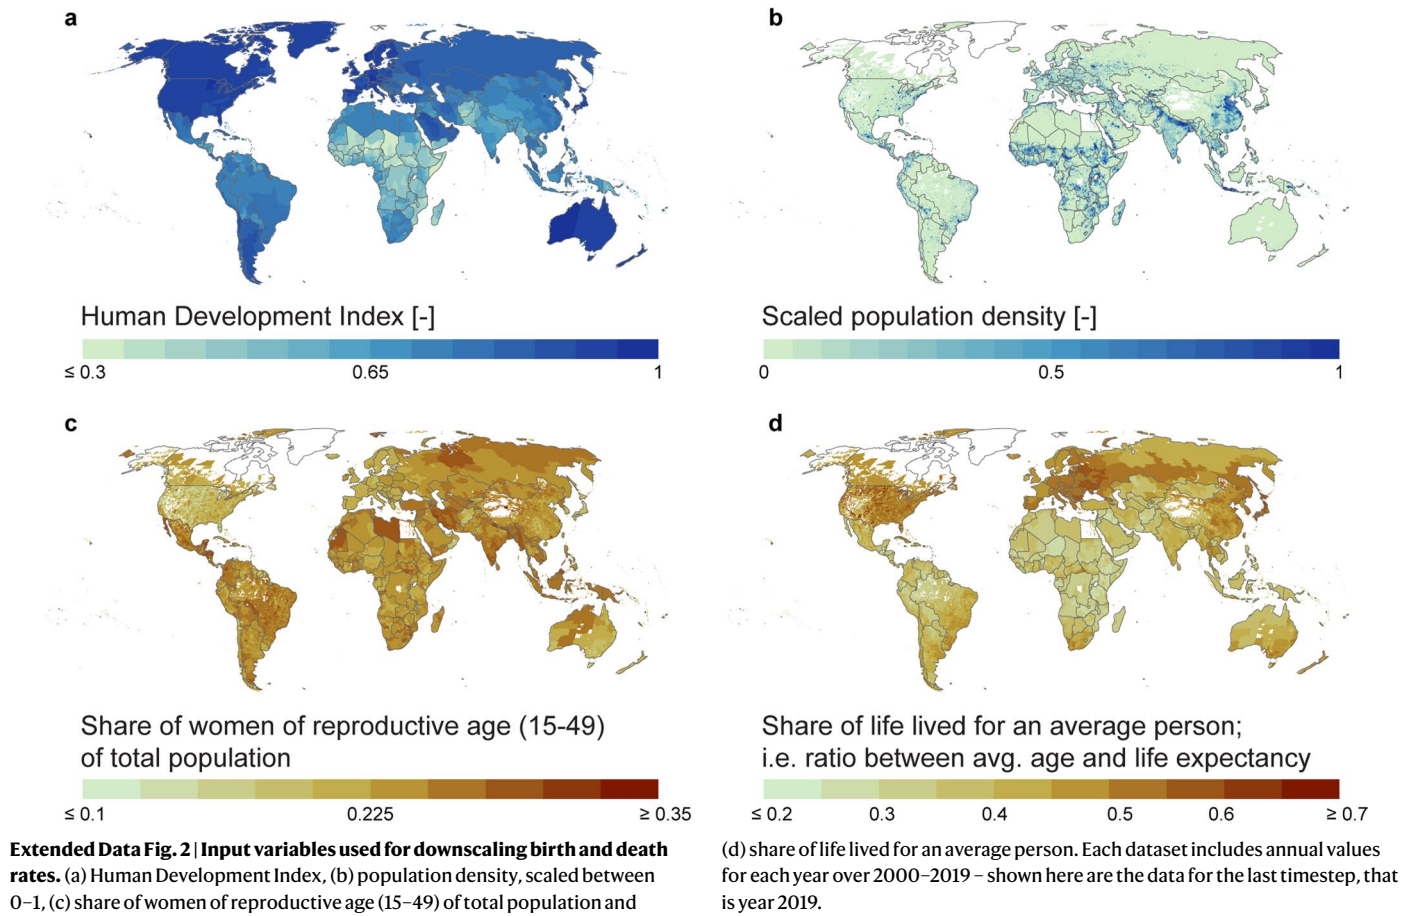 a
Human Development Index [-]
≤ 0.3 0.65 1
b
Scaled population density [-]
0 0.5 1
c
Share of women of reproductive age (15-49)
of total population
≤ 0.1 0.225 ≥ 0.35
d
Share of life lived for an average person;
i.e. ratio between avg. age and life expectancy
≤ 0.2 0.3 0.4 0.5 0.6 ≥ 0.7
Extended Data Fig. 2 | Input variables used for downscaling birth and death
rates. (a) Human Development Index, (b) population density, scaled between
0–1, (c) share of women of reproductive age (15–49) of total population and
(d) share of life lived for an average person. Each dataset includes annual values
for each year over 2000–2019 – shown here are the data for the last timestep, that
is year 2019.